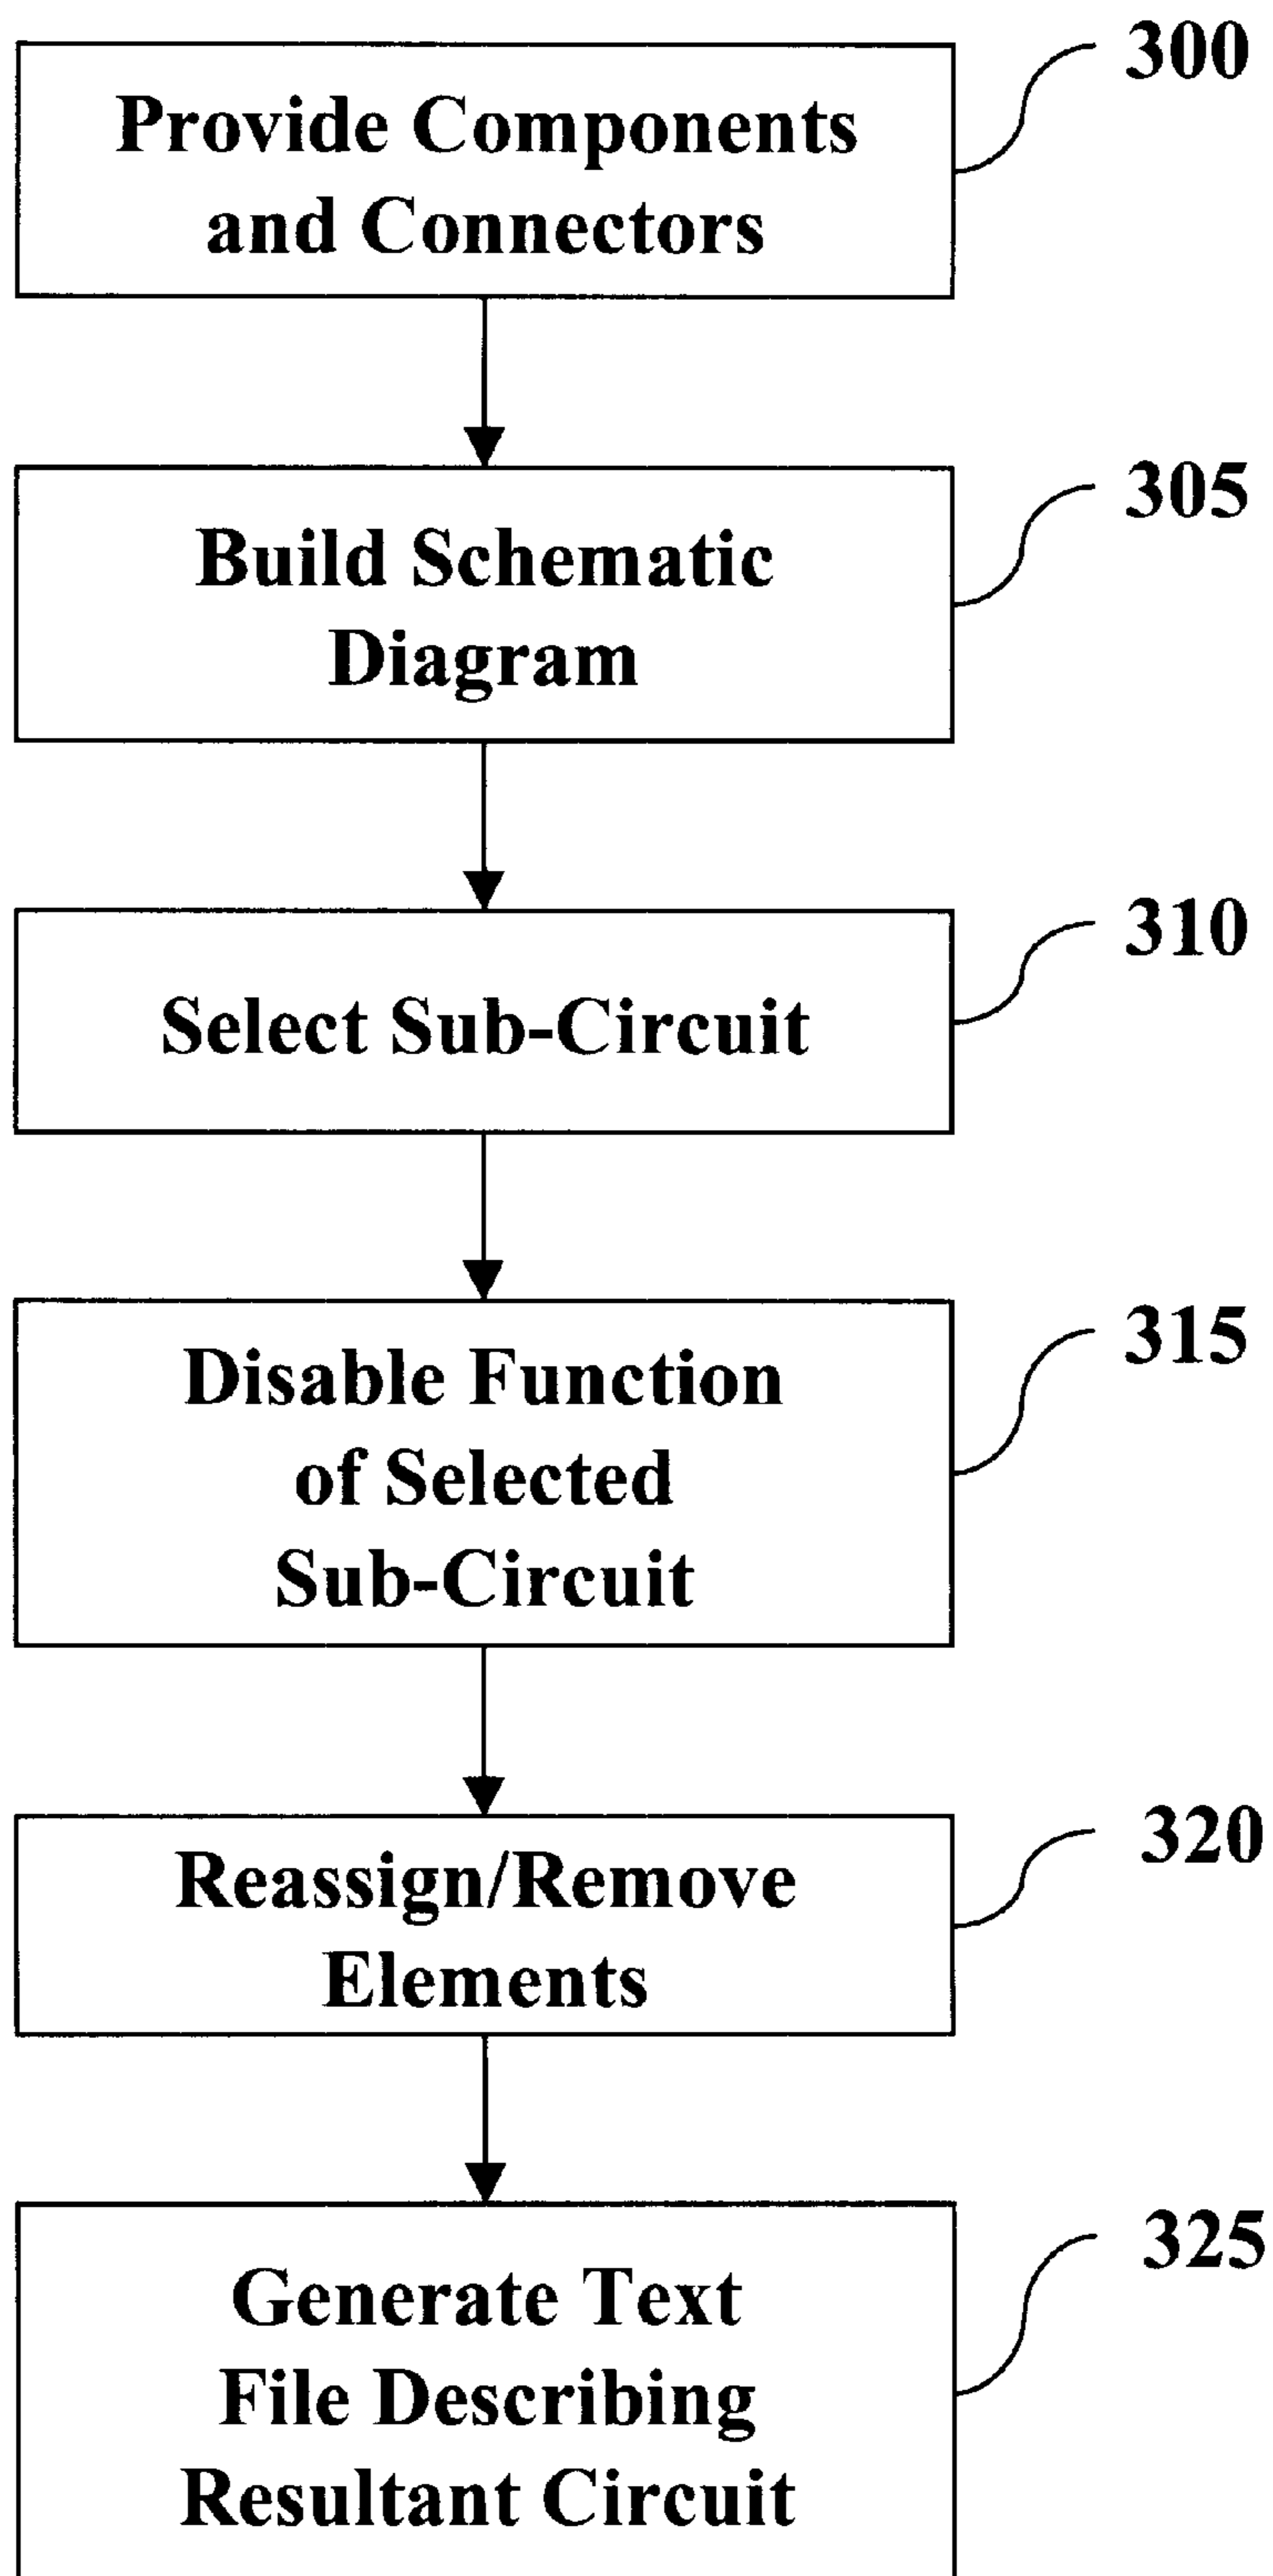 300
Provide Components
and Connectors
305
Build Schematic
Diagram
310
Select Sub-Circuit
315
Disable Function
of Selected
Sub-Circuit
320
Reassign/Remove
Elements
325
Generate Text
File Describing
Resultant Circuit